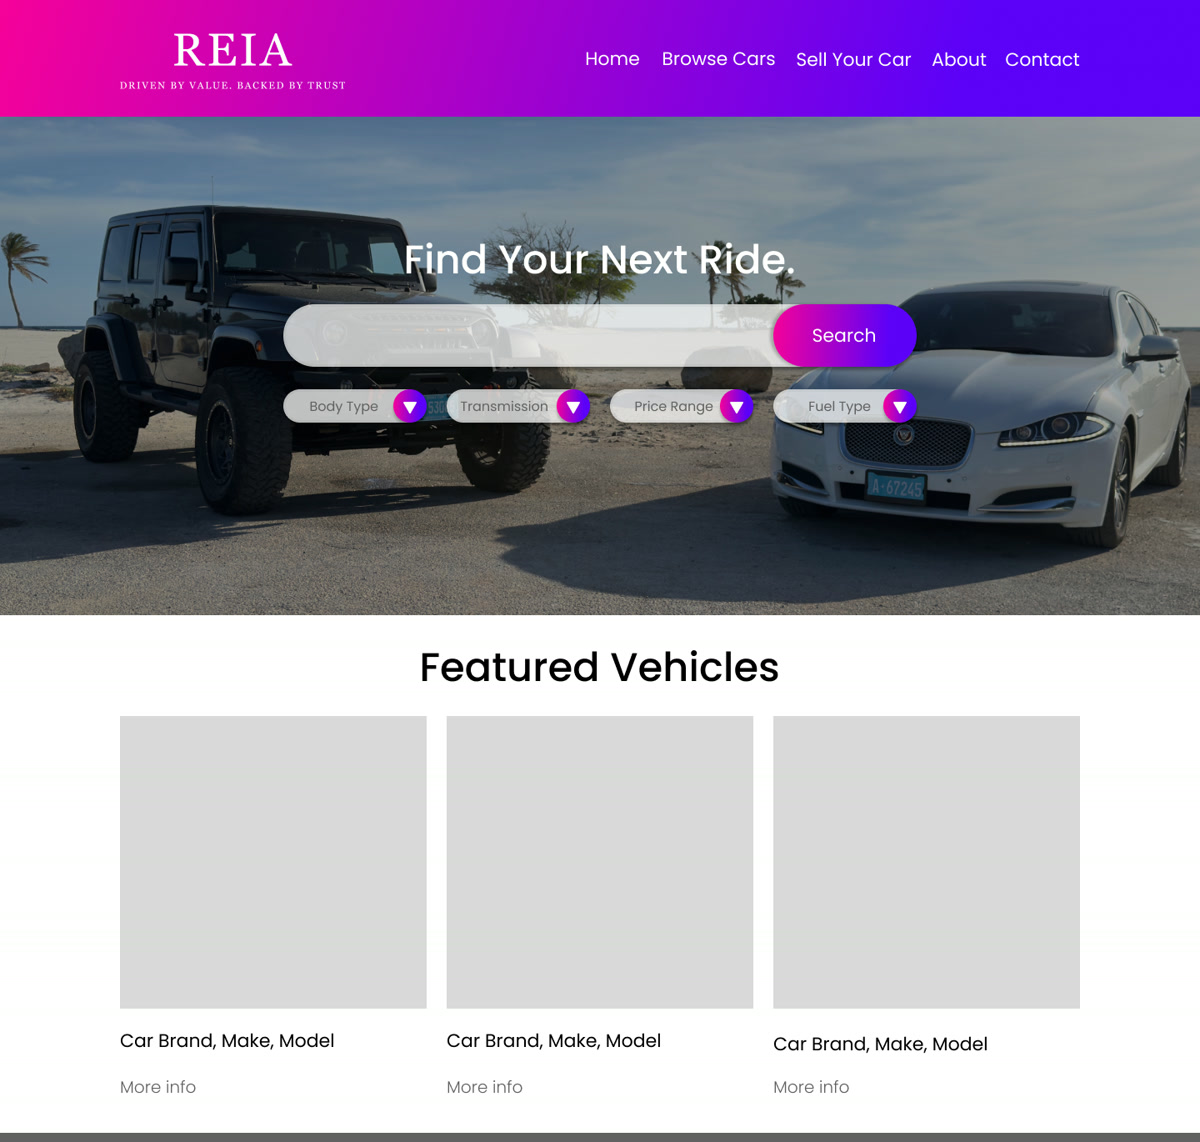 REIA
DRIVEN BY VALUE. BACKED BY TRUST
Home Browse Cars Sell Your Car About Contact
Find Your Next Ride.
Search
Body Type Transmission Price Range Fuel Type
A-67245
Featured Vehicles
Car Brand, Make, Model Car Brand, Make, Model Car Brand, Make, Model
More info More info More info